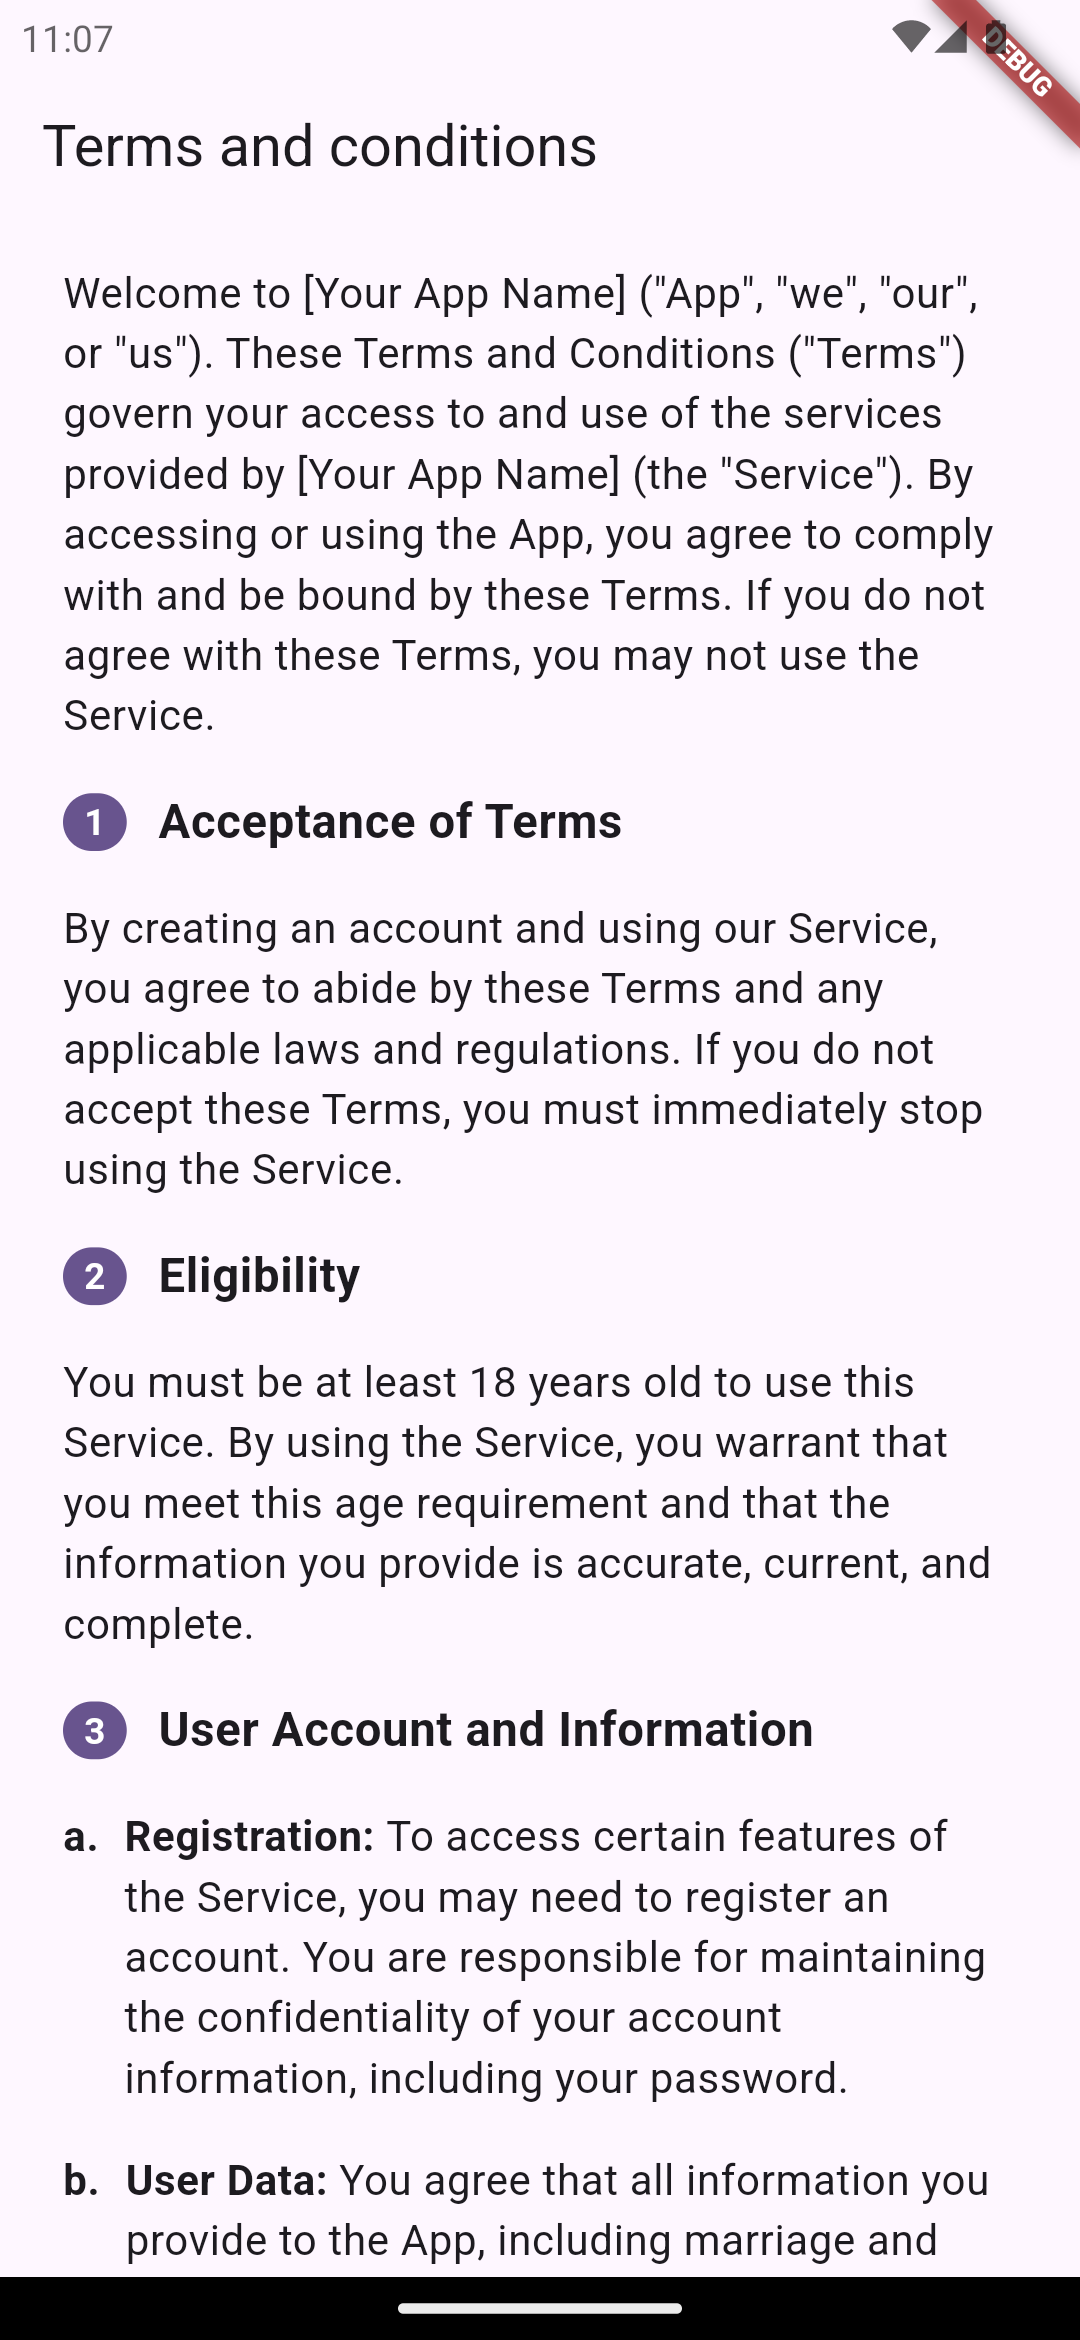 11:07
DEBUG
Terms and conditions
Welcome to [Your App Name] ("App", "we", "our",
or "us"). These Terms and Conditions ("Terms")
govern your access to and use of the services
provided by [Your App Name] (the "Service"). By
accessing or using the App, you agree to comply
with and be bound by these Terms. If you do not
agree with these Terms, you may not use the
Service.
1 Acceptance of Terms
By creating an account and using our Service,
you agree to abide by these Terms and any
applicable laws and regulations. If you do not
accept these Terms, you must immediately stop
using the Service.
2 Eligibility
You must be at least 18 years old to use this
Service. By using the Service, you warrant that
you meet this age requirement and that the
information you provide is accurate, current, and
complete.
3 User Account and Information
a. Registration: To access certain features of
the Service, you may need to register an
account. You are responsible for maintaining
the confidentiality of your account
information, including your password.
b. User Data: You agree that all information you
provide to the App, including marriage and